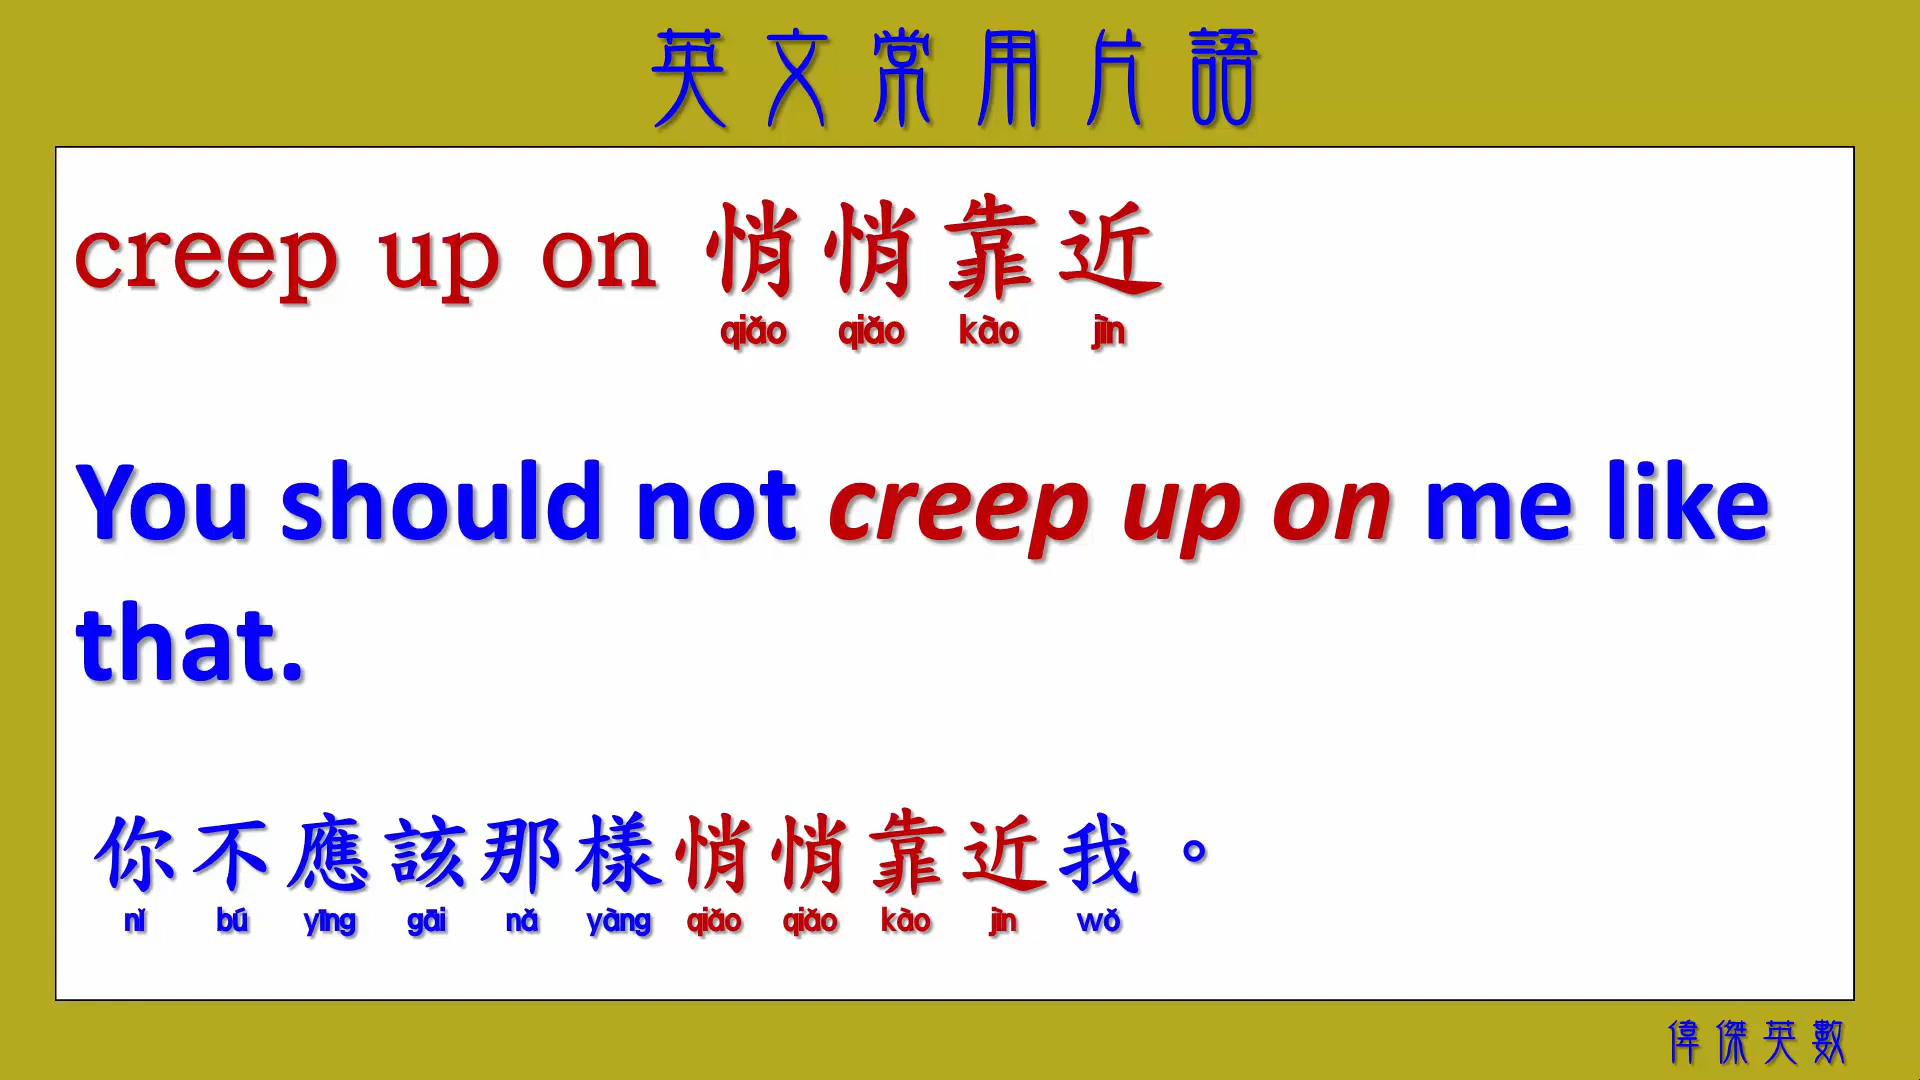 英文常用片語
creep up on 悄悄靠近
qiǎo qiǎo kào jìn
You should not creep up on me like
that.
你不應該那樣悄悄靠近我。
nǐ bú yīng gāi nǎ yàng qiǎo qiǎo kào jìn wǒ
偉傑英數